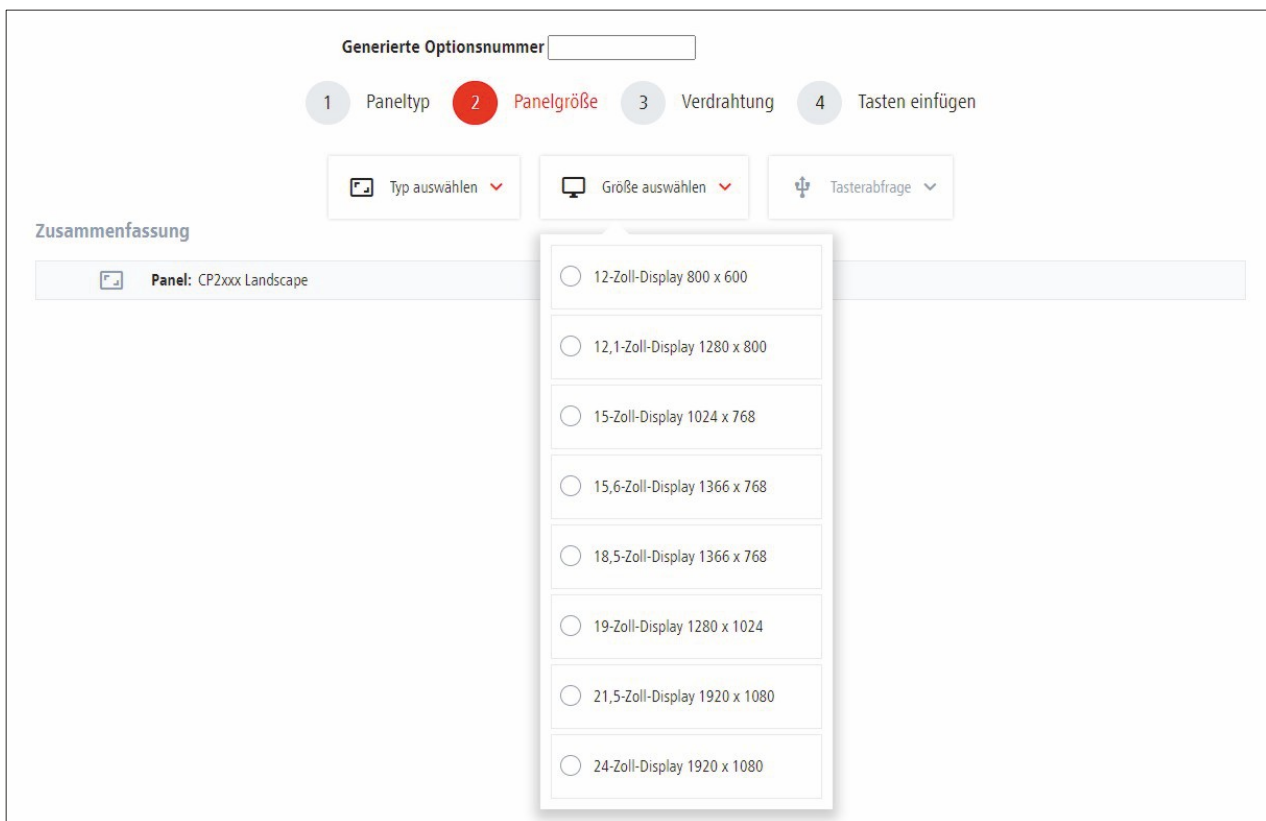 Generierte Optionsnummer
1 Paneltyp 2 Panelgröße 3 Verdrahtung 4 Tasten einfügen
Typ auswählen Größe auswählen Tasterabfrage
Zusammenfassung
Panel: CP2xxx Landscape
12-Zoll-Display 800 x 600
12,1-Zoll-Display 1280 x 800
15-Zoll-Display 1024 x 768
15,6-Zoll-Display 1366 x 768
18,5-Zoll-Display 1366 x 768
19-Zoll-Display 1280 x 1024
21,5-Zoll-Display 1920 x 1080
24-Zoll-Display 1920 x 1080